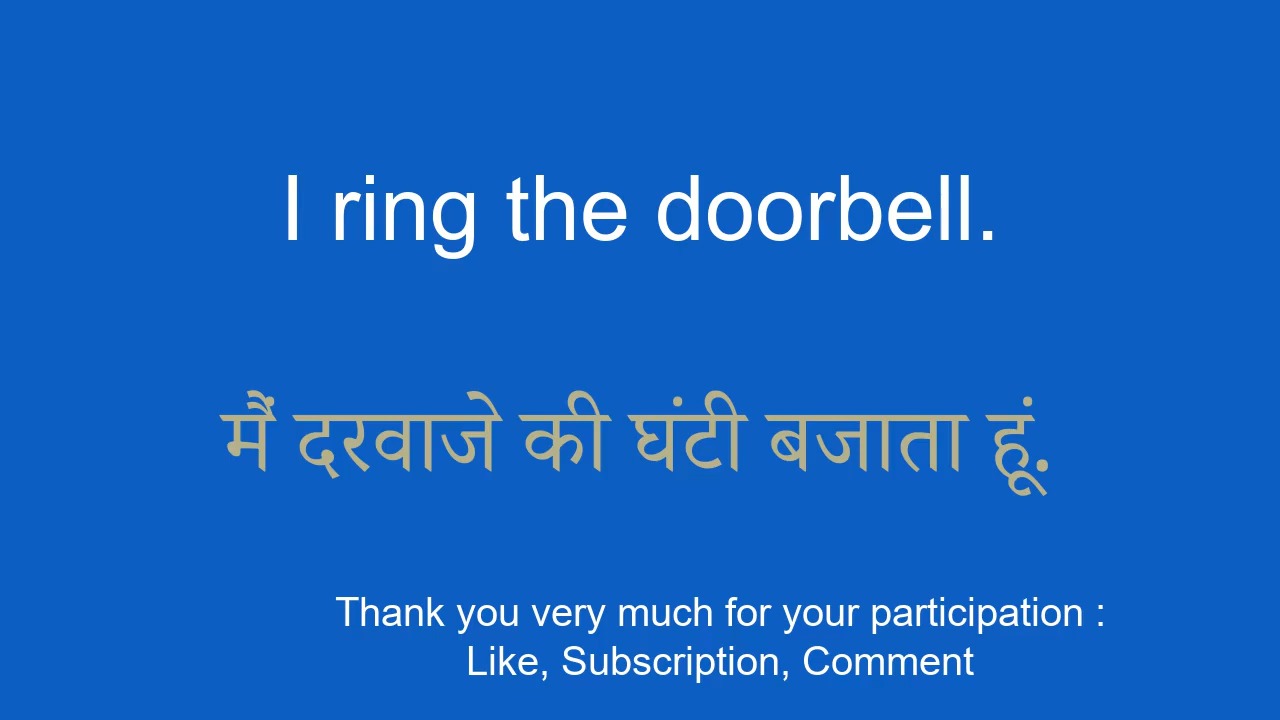 I ring the doorbell.
मैं दरवाजे की घंटी बजाता हूं.
Thank you very much for your participation :
Like, Subscription, Comment